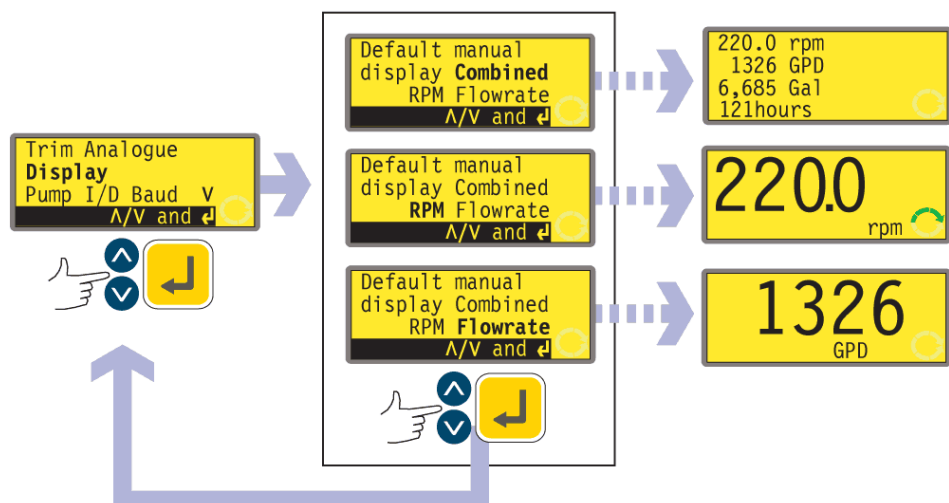 Trim Analogue
Display
Pump I/D Baud V
Λ/V and ↲
Default manual
display Combined
RPM Flowrate
Λ/V and ↲
Default manual
display Combined
RPM Flowrate
Λ/V and ↲
Default manual
display Combined
RPM Flowrate
Λ/V and ↲
220.0 rpm
1326 GPD
6,685 Gal
121hours
220.0
rpm
1326
GPD